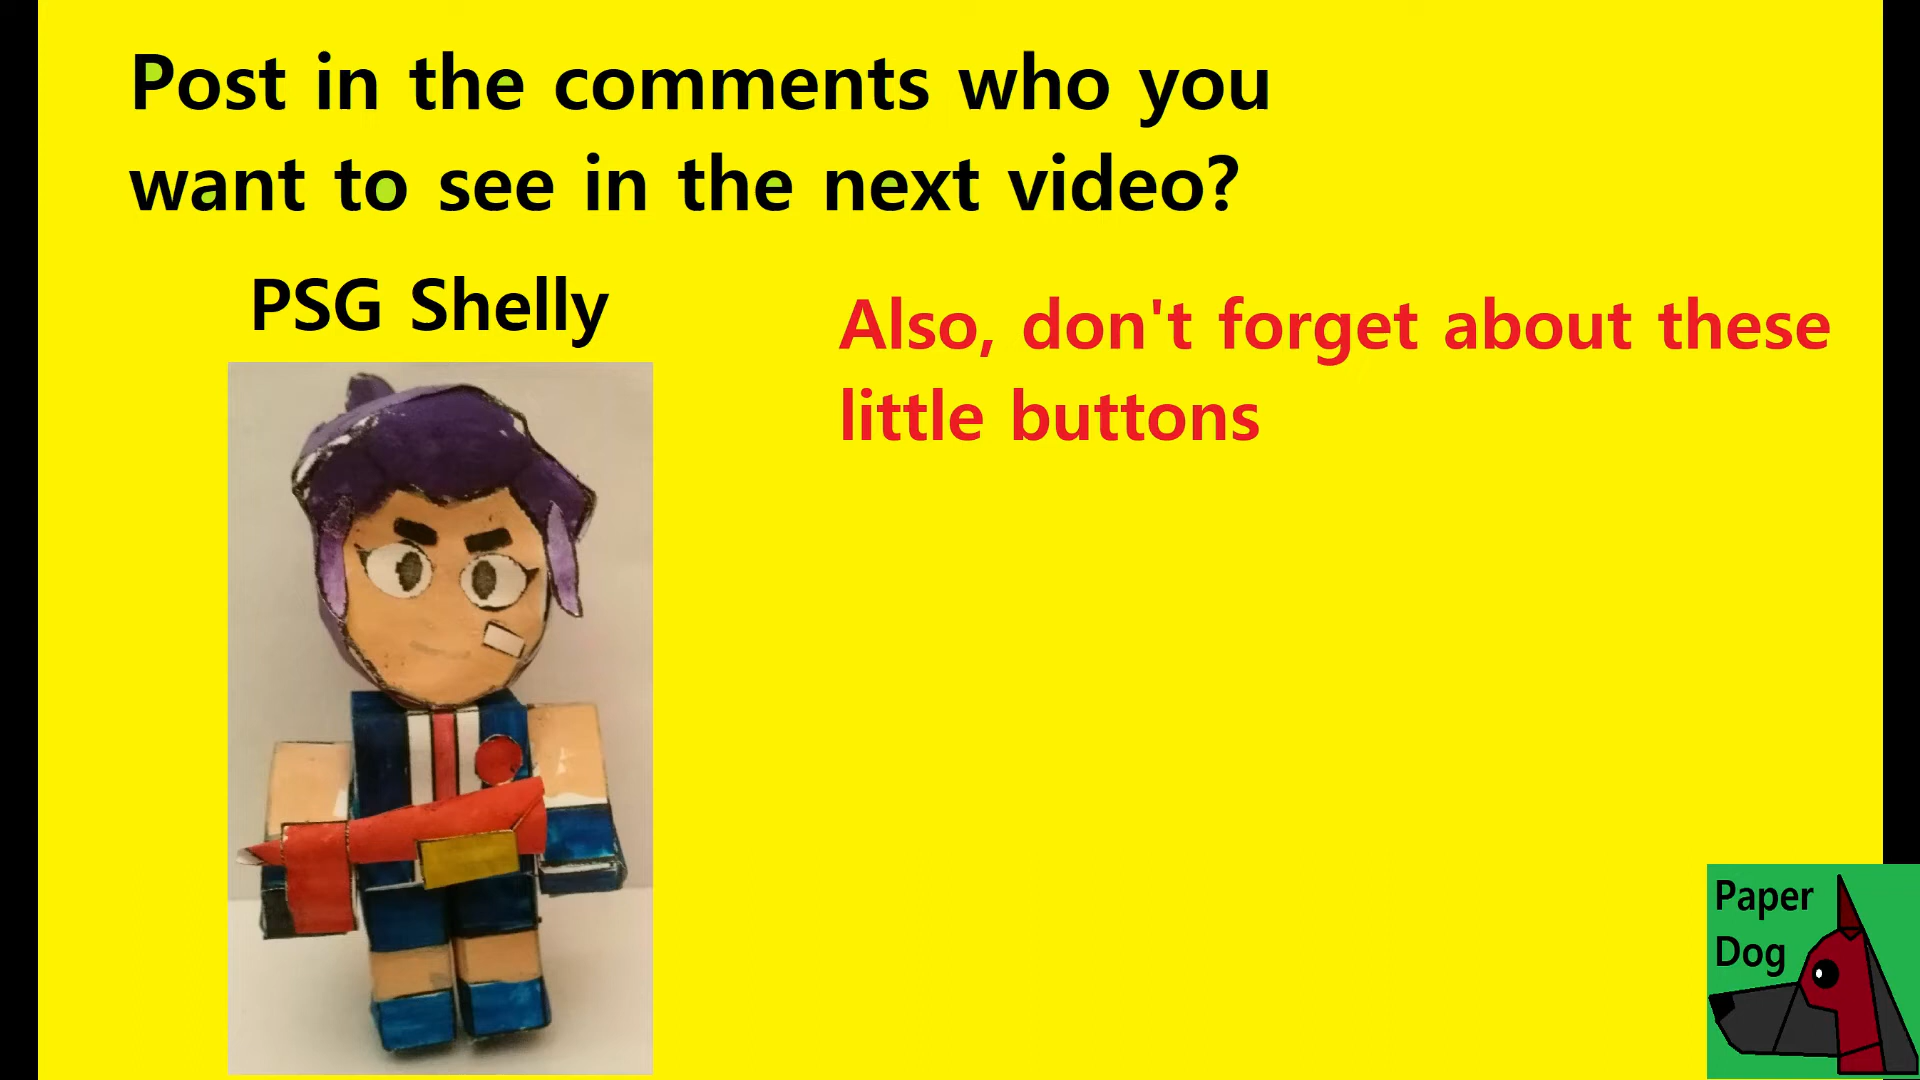 Post in the comments who you
want to see in the next video?
PSG Shelly
Also, don't forget about these
little buttons
Paper
Dog